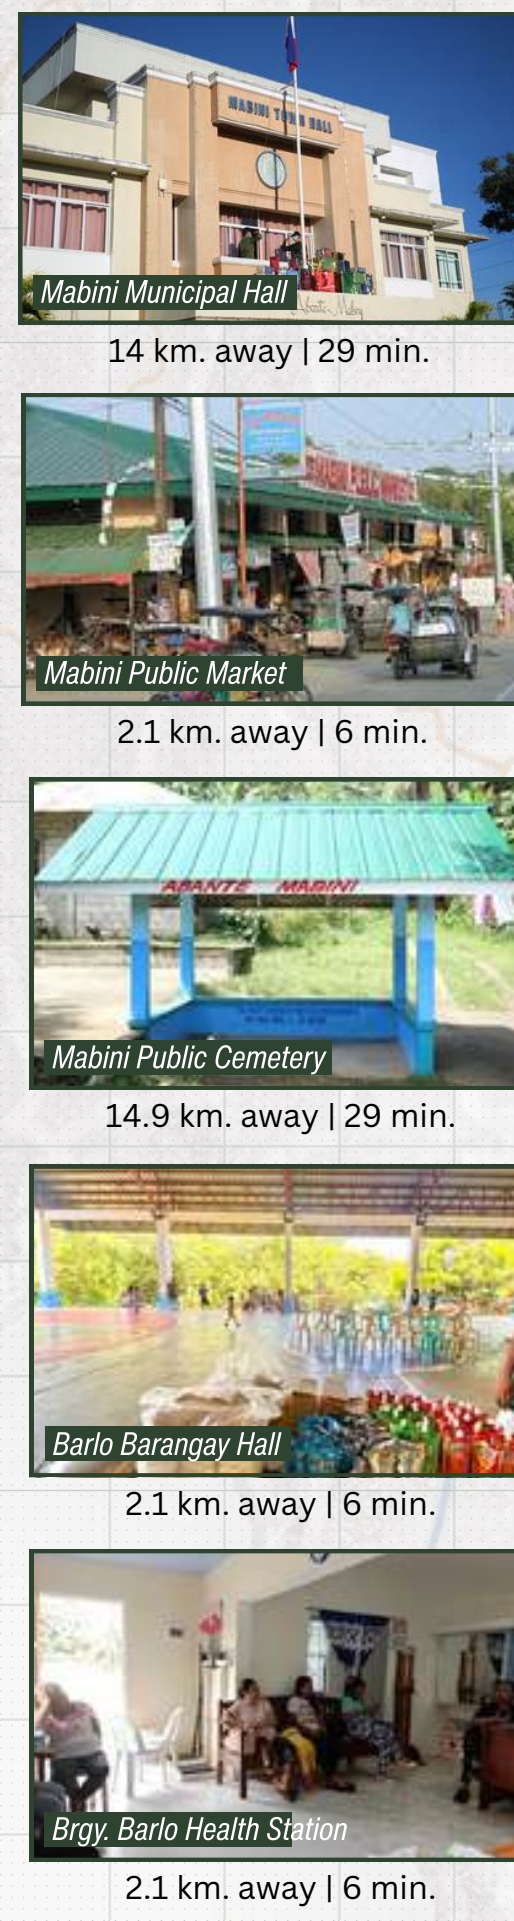 MABINI TOWN HALL
Mabini Municipal Hall
14 km. away | 29 min.
Mabini Public Market
2.1 km. away | 6 min.
ABANTE MABINI
Mabini Public Cemetery
14.9 km. away | 29 min.
Barlo Barangay Hall
2.1 km. away | 6 min.
Brgy. Barlo Health Station
2.1 km. away | 6 min.